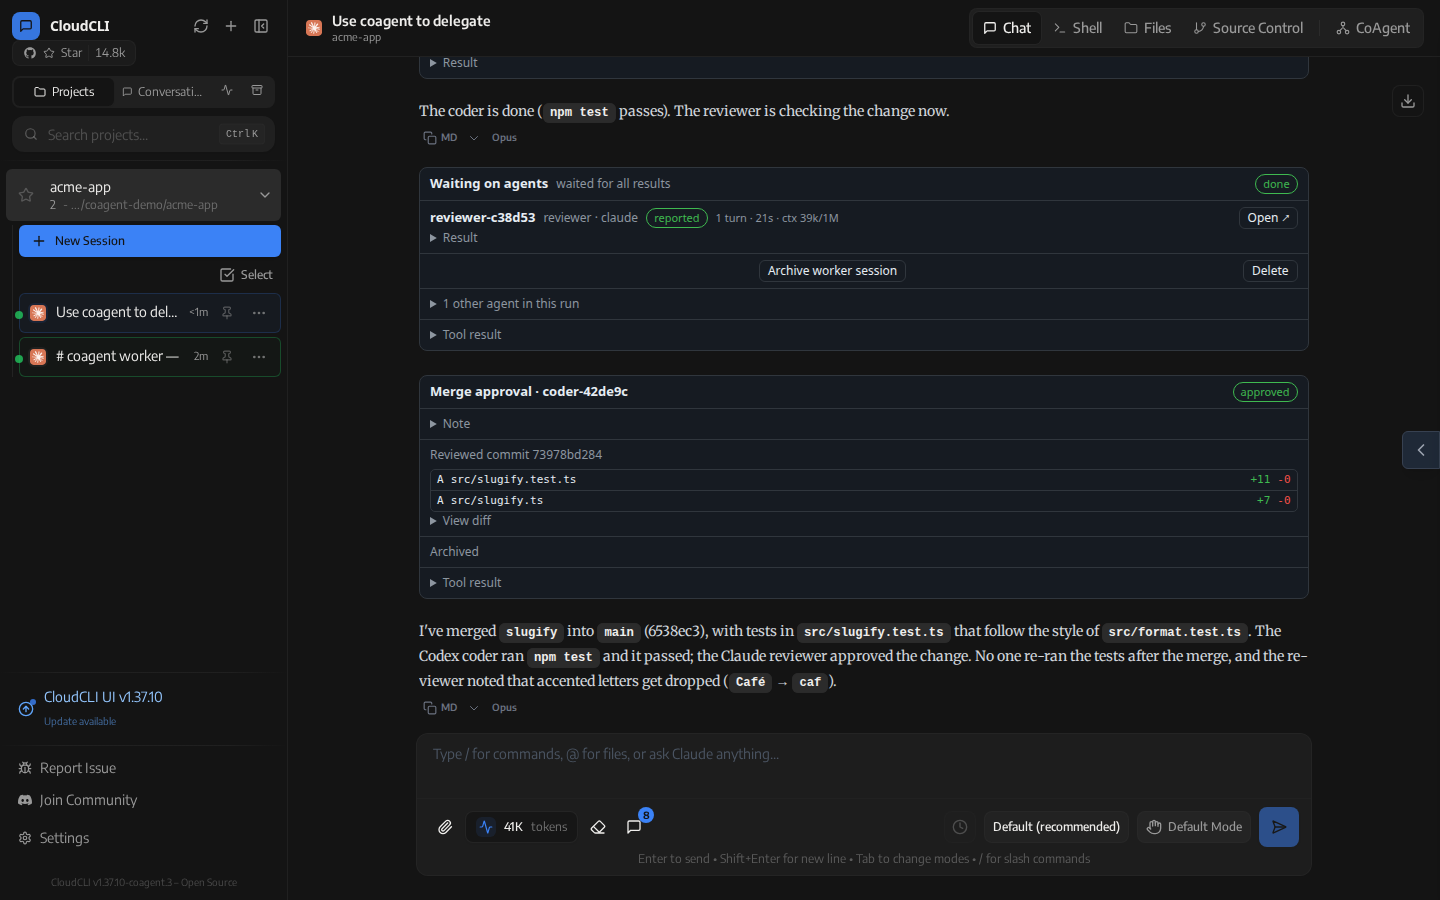 CloudCLI
Star 14.8k
Projects
Conversati...
Search projects...
Ctrl K
acme-app
2 - .../coagent-demo/acme-app
New Session
Select
Use coagent to del... <1m
# coagent worker — 2m
CloudCLI UI v1.37.10
Update available
Report Issue
Join Community
Settings
CloudCLI v1.37.10-coagent.3 – Open Source
Use coagent to delegate
acme-app
Chat
Shell
Files
Source Control
CoAgent
Result
The coder is done ( npm test passes). The reviewer is checking the change now.
MD Opus
Waiting on agents waited for all results done
reviewer-c38d53 reviewer · claude reported 1 turn · 21s · ctx 39k/1M Open ↗
Result
Archive worker session Delete
1 other agent in this run
Tool result
Merge approval · coder-42de9c approved
Note
Reviewed commit 73978bd284
A src/slugify.test.ts +11 -0
A src/slugify.ts +7 -0
View diff
Archived
Tool result
I've merged slugify into main (6538ec3), with tests in src/slugify.test.ts that follow the style of src/format.test.ts . The
Codex coder ran npm test and it passed; the Claude reviewer approved the change. No one re-ran the tests after the merge, and the re-
viewer noted that accented letters get dropped ( Café → caf ).
MD Opus
Type / for commands, @ for files, or ask Claude anything...
41K tokens
8
Default (recommended)
Default Mode
Enter to send • Shift+Enter for new line • Tab to change modes • / for slash commands